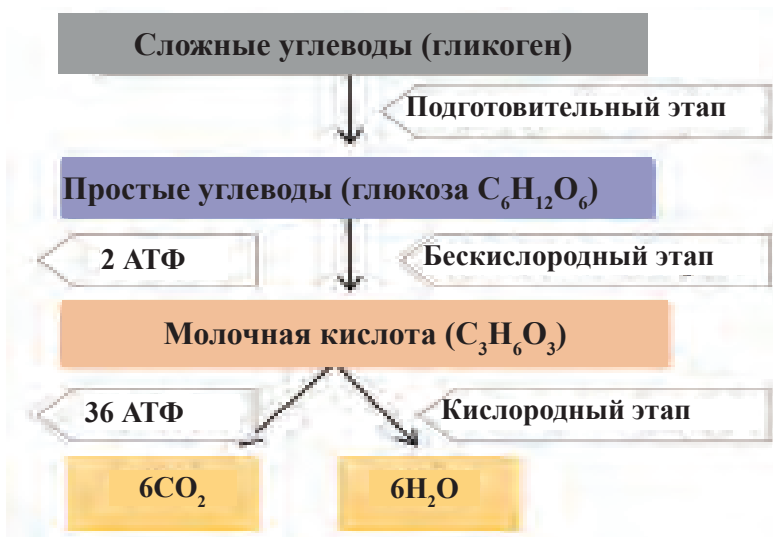 Сложные углеводы (гликоген)
Подготовительный этап
Простые углеводы (глюкоза C₆H₁₂O₆)
2 АТФ
Бескислородный этап
Молочная кислота (C₃H₆O₃)
36 АТФ
Кислородный этап
6CO₂
6H₂O